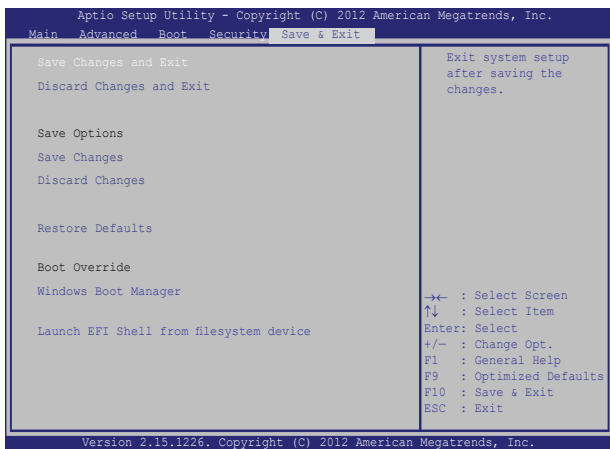 Aptio Setup Utility - Copyright (C) 2012 American Megatrends, Inc.
Main Advanced Boot Security Save & Exit
Save Changes and Exit
Discard Changes and Exit
Save Options
Save Changes
Discard Changes
Restore Defaults
Boot Override
Windows Boot Manager
Launch EFI Shell from filesystem device
Exit system setup
after saving the
changes.
→← : Select Screen
↑↓ : Select Item
Enter: Select
+/— : Change Opt.
F1 : General Help
F9 : Optimized Defaults
F10 : Save & Exit
ESC : Exit
Version 2.15.1226. Copyright (C) 2012 American Megatrends, Inc.